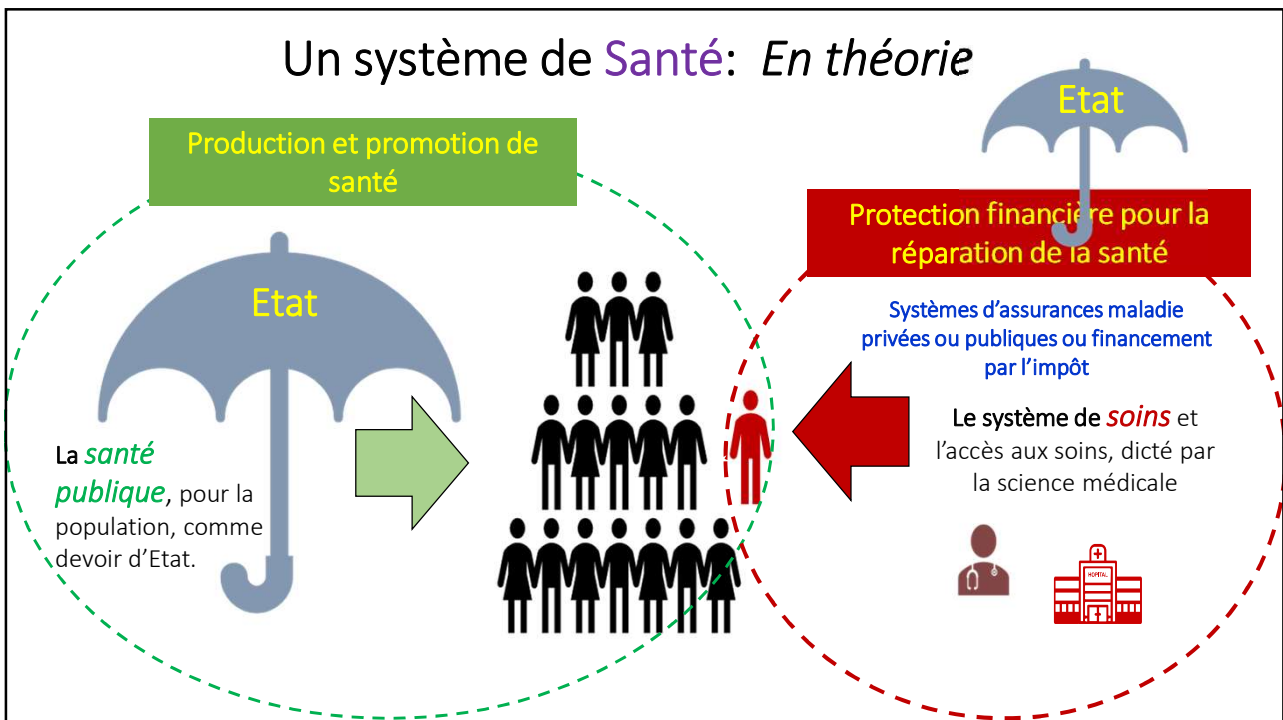 Un système de Santé: En théorie
Etat
Production et promotion de
santé
Protection financière pour la
réparation de la santé
Etat
Systèmes d’assurances maladie
privées ou publiques ou financement
par l’impôt
La santé
publique, pour la
population, comme
devoir d’Etat.
Le système de soins et
l’accès aux soins, dicté par
la science médicale
HOPITAL